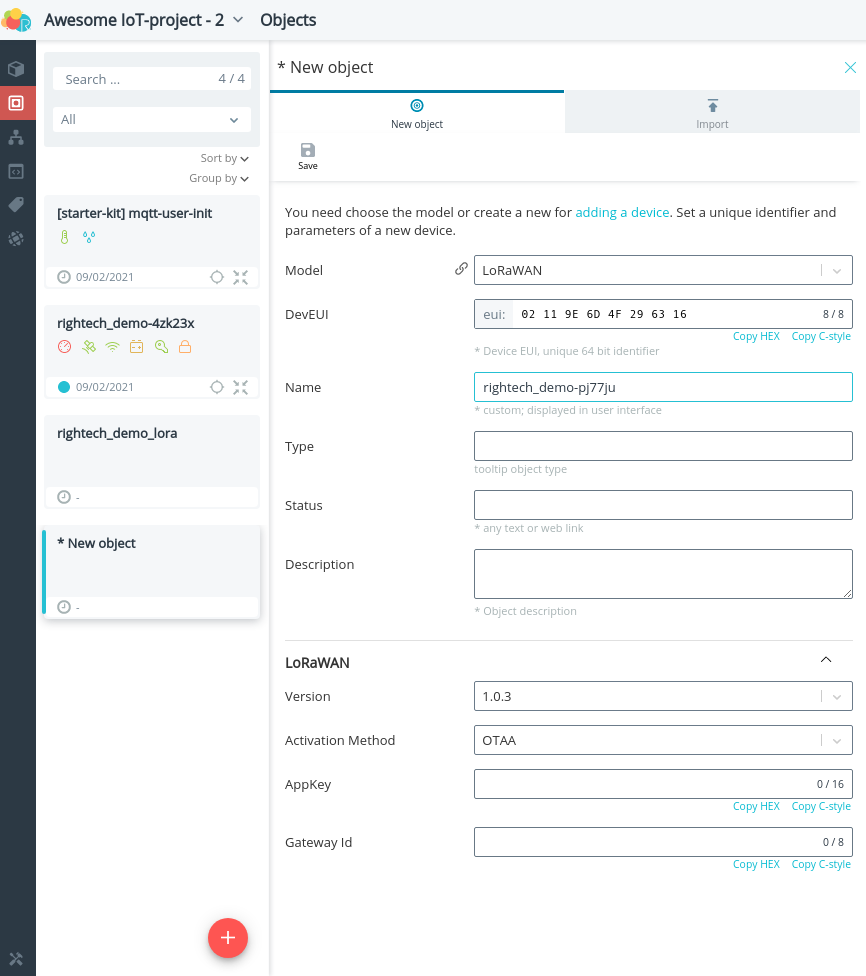 Awesome IoT-project - 2 Objects
Search ... 4 / 4
All
Sort by
Group by
[starter-kit] mqtt-user-init
09/02/2021
rightech_demo-4zk23x
09/02/2021
rightech_demo_lora
-
* New object
-
* New object
New object
Import
Save
You need choose the model or create a new for adding a device. Set a unique identifier and
parameters of a new device.
Model LoRaWAN
DevEUI eui: 02 11 9E 6D 4F 29 63 16 8 / 8
Copy HEX Copy C-style
* Device EUI, unique 64 bit identifier
Name rightech_demo-pj77ju
* custom; displayed in user interface
Type
tooltip object type
Status
* any text or web link
Description
* Object description
LoRaWAN
Version 1.0.3
Activation Method OTAA
AppKey 0 / 16
Copy HEX Copy C-style
Gateway Id 0 / 8
Copy HEX Copy C-style